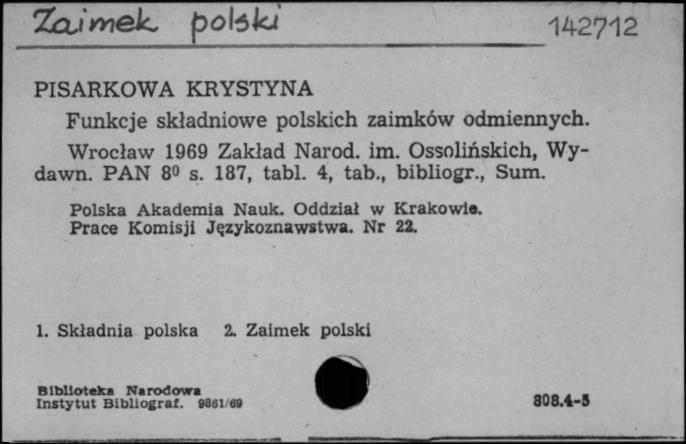 Zaimek polski 142712
PISARKOWA KRYSTYNA
Funkcje składniowe polskich zaimków odmiennych.
Wrocław 1969 Zakład Narod. im. Ossolińskich, Wy-
dawn. PAN 8⁰ s. 187, tabl. 4, tab., bibliogr., Sum.
Polska Akademia Nauk. Oddział w Krakowie.
Prace Komisji Językoznawstwa. Nr 22.
1. Składnia polska 2. Zaimek polski
Biblioteka Narodowa
Instytut Bibliograf. 9861/69 808.4-5